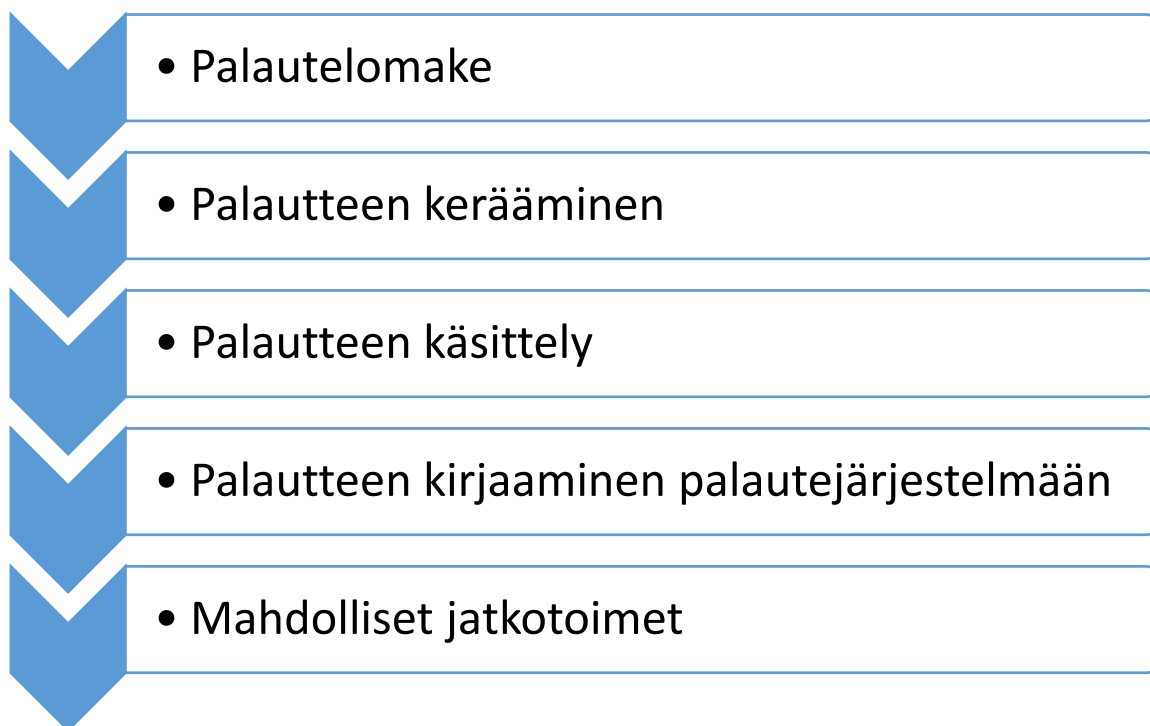 • Palautelomake
• Palautteen kerääminen
• Palautteen käsittely
• Palautteen kirjaaminen palautejärjestelmään
• Mahdolliset jatkotoimet